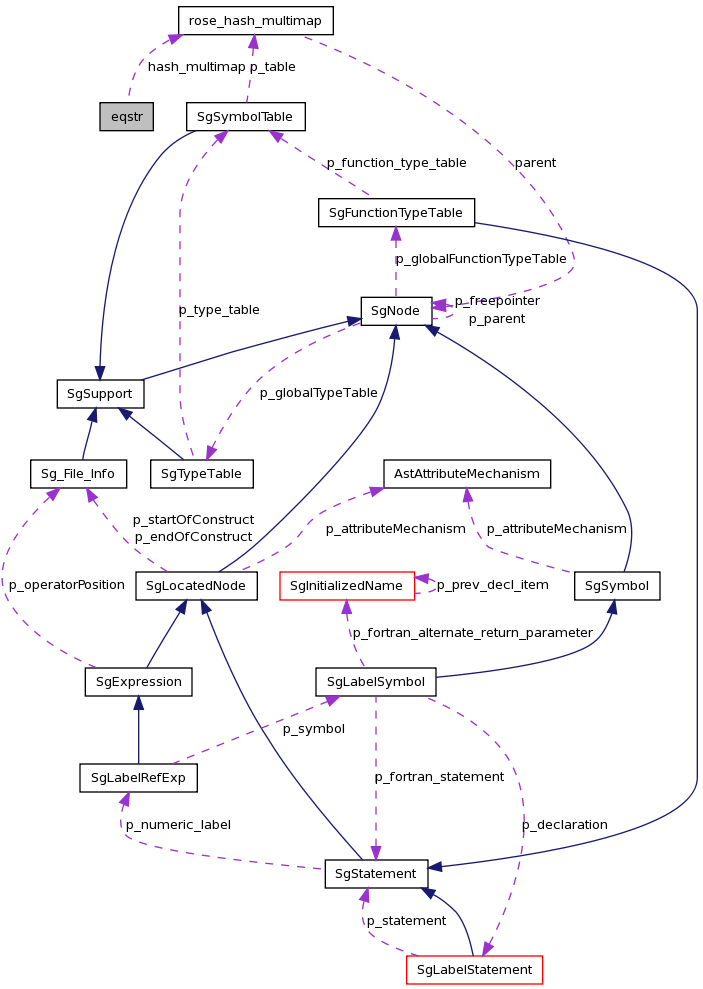 rose_hash_multimap
hash_multimap
p_table
eqstr
SgSymbolTable
p_function_type_table
parent
SgFunctionTypeTable
p_globalFunctionTypeTable
SgNode
p_freepointer
p_parent
p_type_table
SgSupport
p_globalTypeTable
Sg_File_Info
SgTypeTable
AstAttributeMechanism
p_startOfConstruct
p_endOfConstruct
p_attributeMechanism
p_attributeMechanism
p_operatorPosition
SgLocatedNode
SgInitializedName
p_prev_decl_item
SgSymbol
p_fortran_alternate_return_parameter
SgExpression
SgLabelSymbol
p_symbol
SgLabelRefExp
p_fortran_statement
p_numeric_label
p_declaration
SgStatement
p_statement
SgLabelStatement